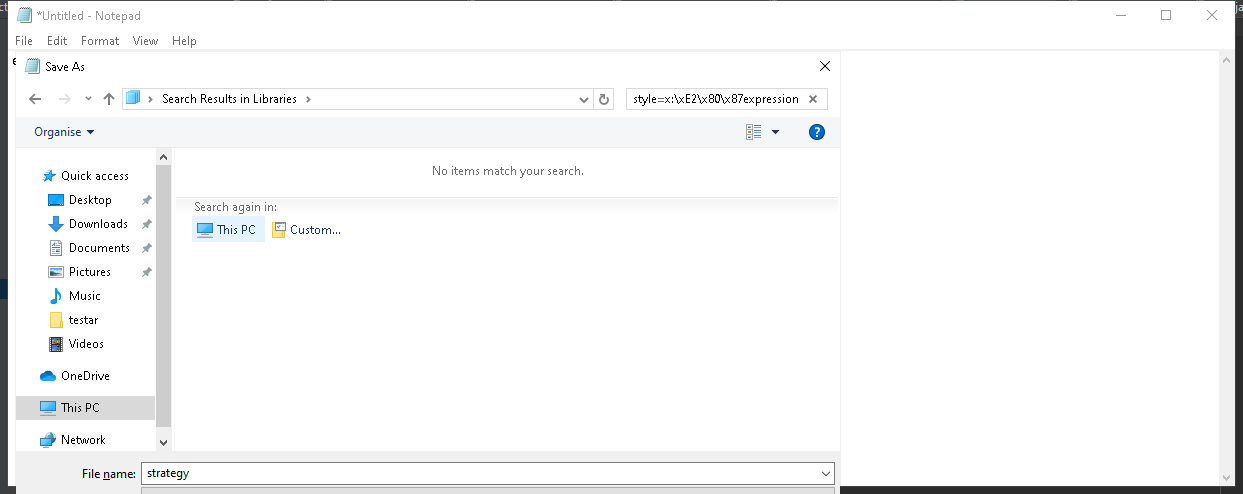 *Untitled - Notepad
File Edit Format View Help
Save As
Search Results in Libraries
style=x:\xE2\x80\x87expression
Organise
Quick access
Desktop
Downloads
Documents
Pictures
Music
testar
Videos
OneDrive
This PC
Network
No items match your search.
Search again in:
This PC Custom...
File name: strategy